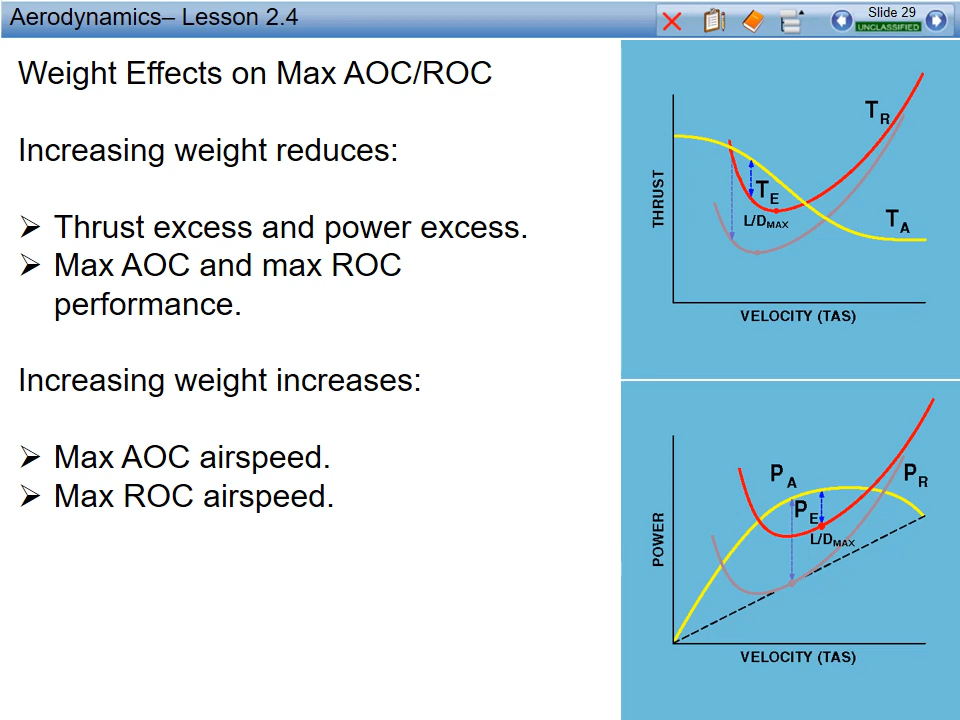 Aerodynamics– Lesson 2.4
Slide 29
UNCLASSIFIED
Weight Effects on Max AOC/ROC
Increasing weight reduces:
➢ Thrust excess and power excess.
➢ Max AOC and max ROC
performance.
Increasing weight increases:
➢ Max AOC airspeed.
➢ Max ROC airspeed.
THRUST
TR
TE
L/DMAX
TA
VELOCITY (TAS)
POWER
PA
PR
PE
L/DMAX
VELOCITY (TAS)